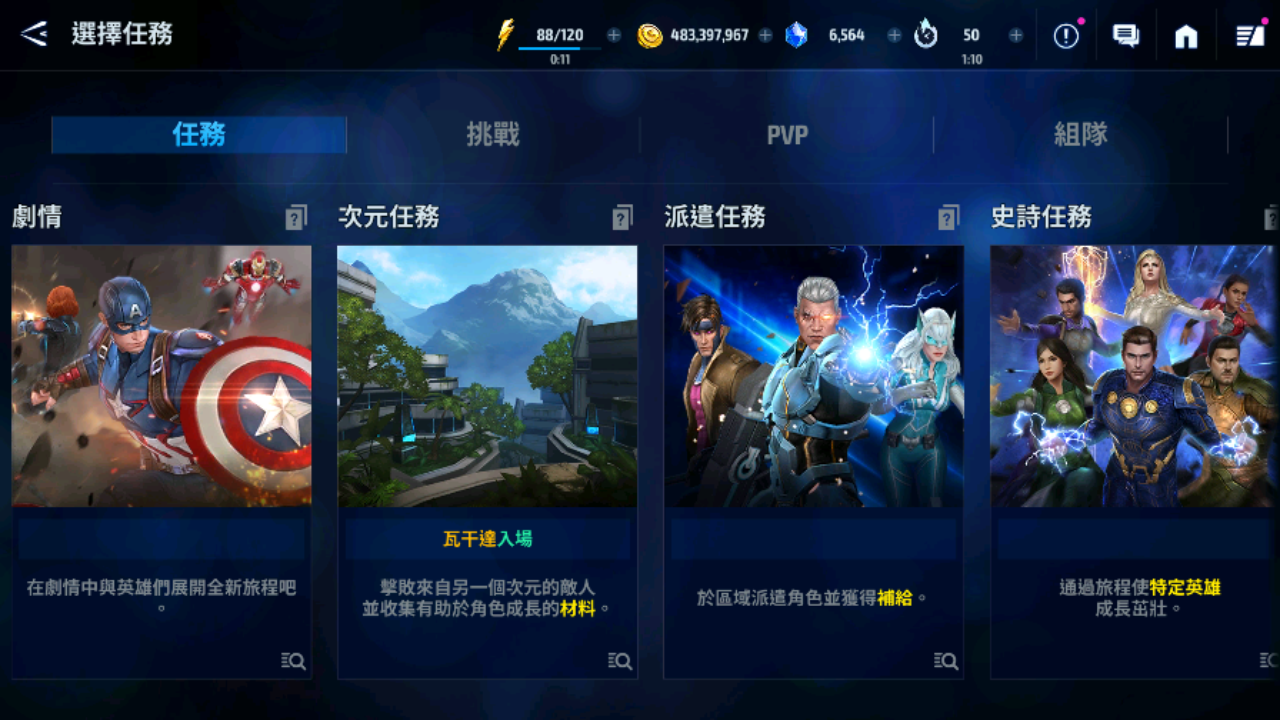 選擇任務
88/120
0:11
483,397,967
6,564
50
1:10
任務
挑戰
PVP
組隊
劇情
次元任務
派遣任務
史詩任務
在劇情中與英雄們展開全新旅程吧
。
瓦干達入場
擊敗來自另一個次元的敵人
並收集有助於角色成長的材料。
於區域派遣角色並獲得補給。
通過旅程使特定英雄
成長茁壯。